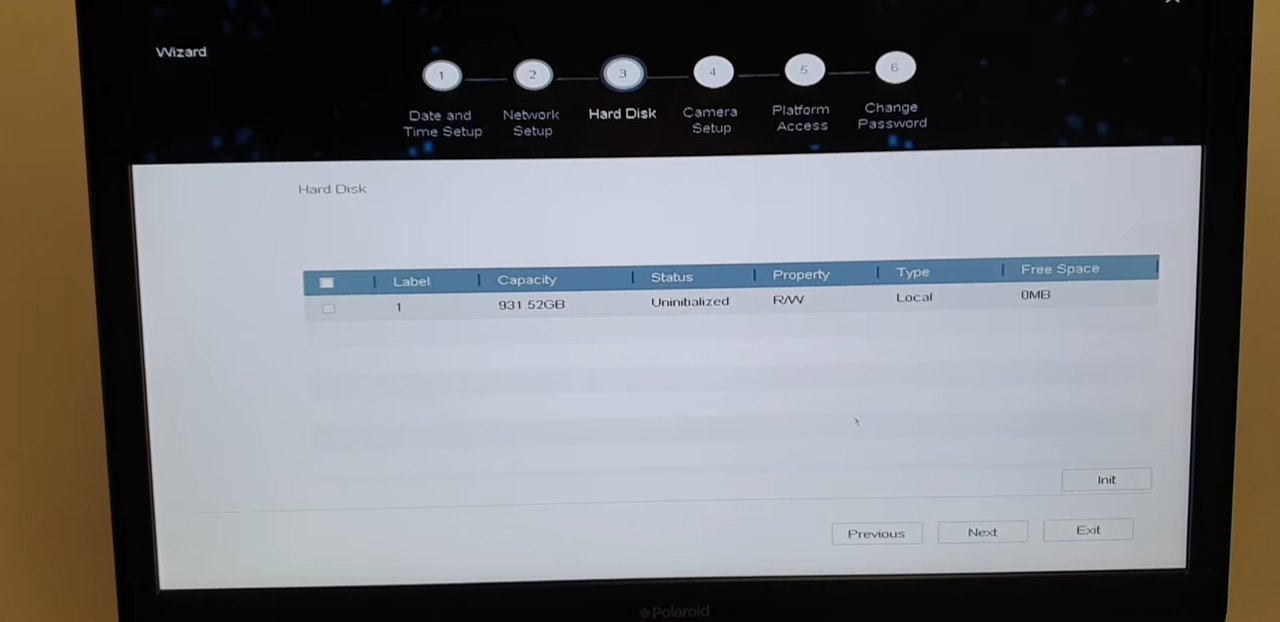 Wizard
1 2 3 4 5 6
Date and Time Setup
Network Setup
Hard Disk
Camera Setup
Platform Access
Change Password
Hard Disk
Label Capacity Status Property Type Free Space
1 931.52GB Uninitialized R/W Local 0MB
Init
Previous Next Exit
Polaroid